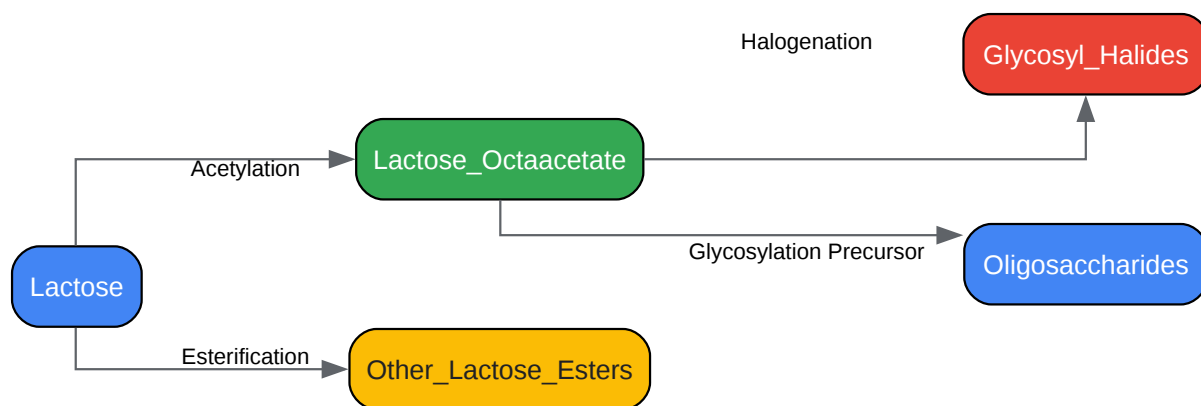 Halogenation
Glycosyl_Halides
Acetylation
Lactose_Octaacetate
Glycosylation Precursor
Oligosaccharides
Lactose
Esterification
Other_Lactose_Esters